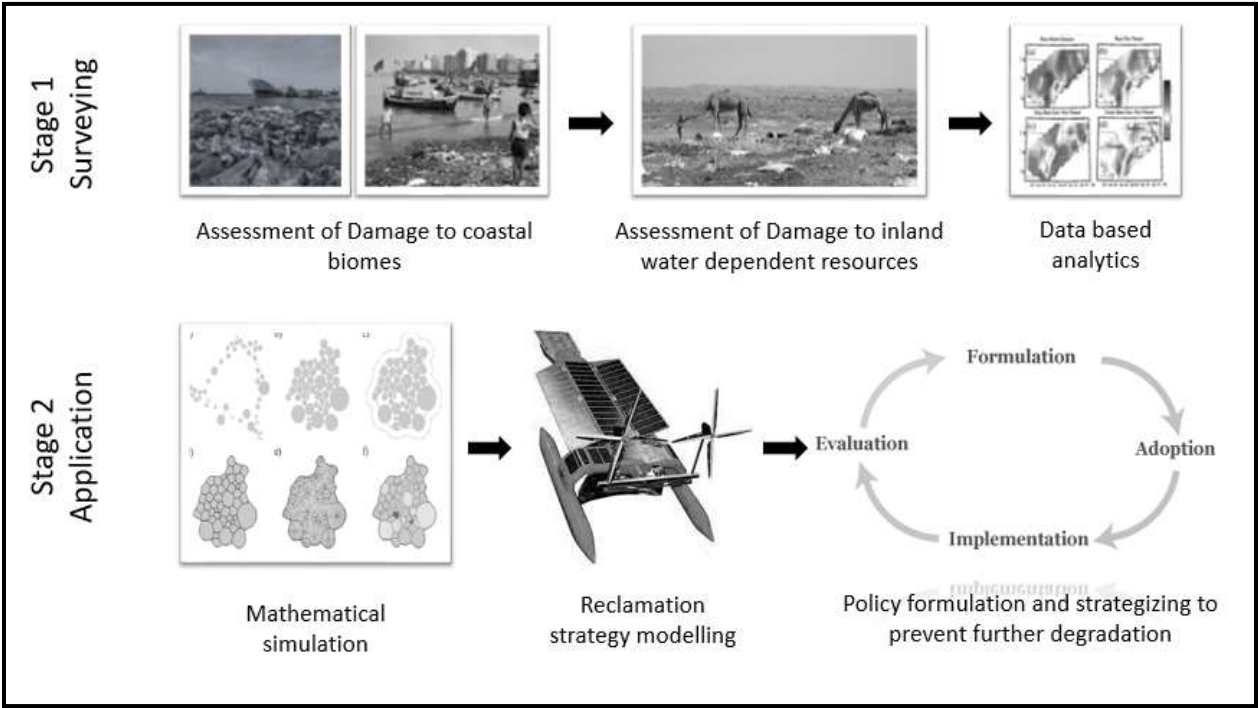 Stage 1
Surveying
Assessment of Damage to coastal
biomes
Assessment of Damage to inland
water dependent resources
Data based
analytics
Stage 2
Application
Mathematical
simulation
Reclamation
strategy modelling
Formulation
Evaluation
Adoption
Implementation
Policy formulation and strategizing to
prevent further degradation